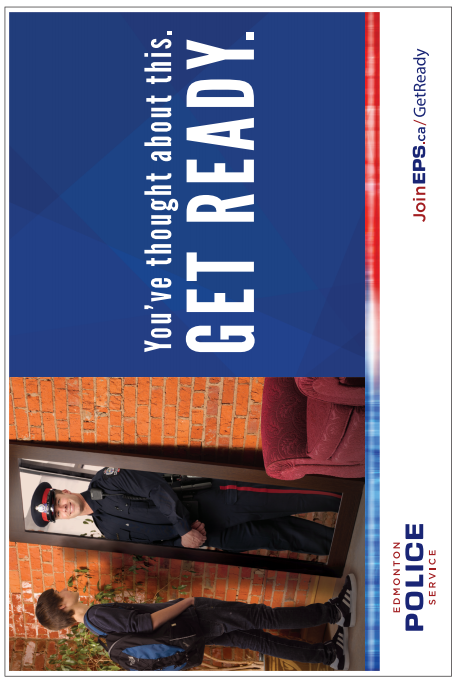 You've thought about this.
GET READY.
JoinEPS.ca/GetReady
EDMONTON
POLICE
SERVICE